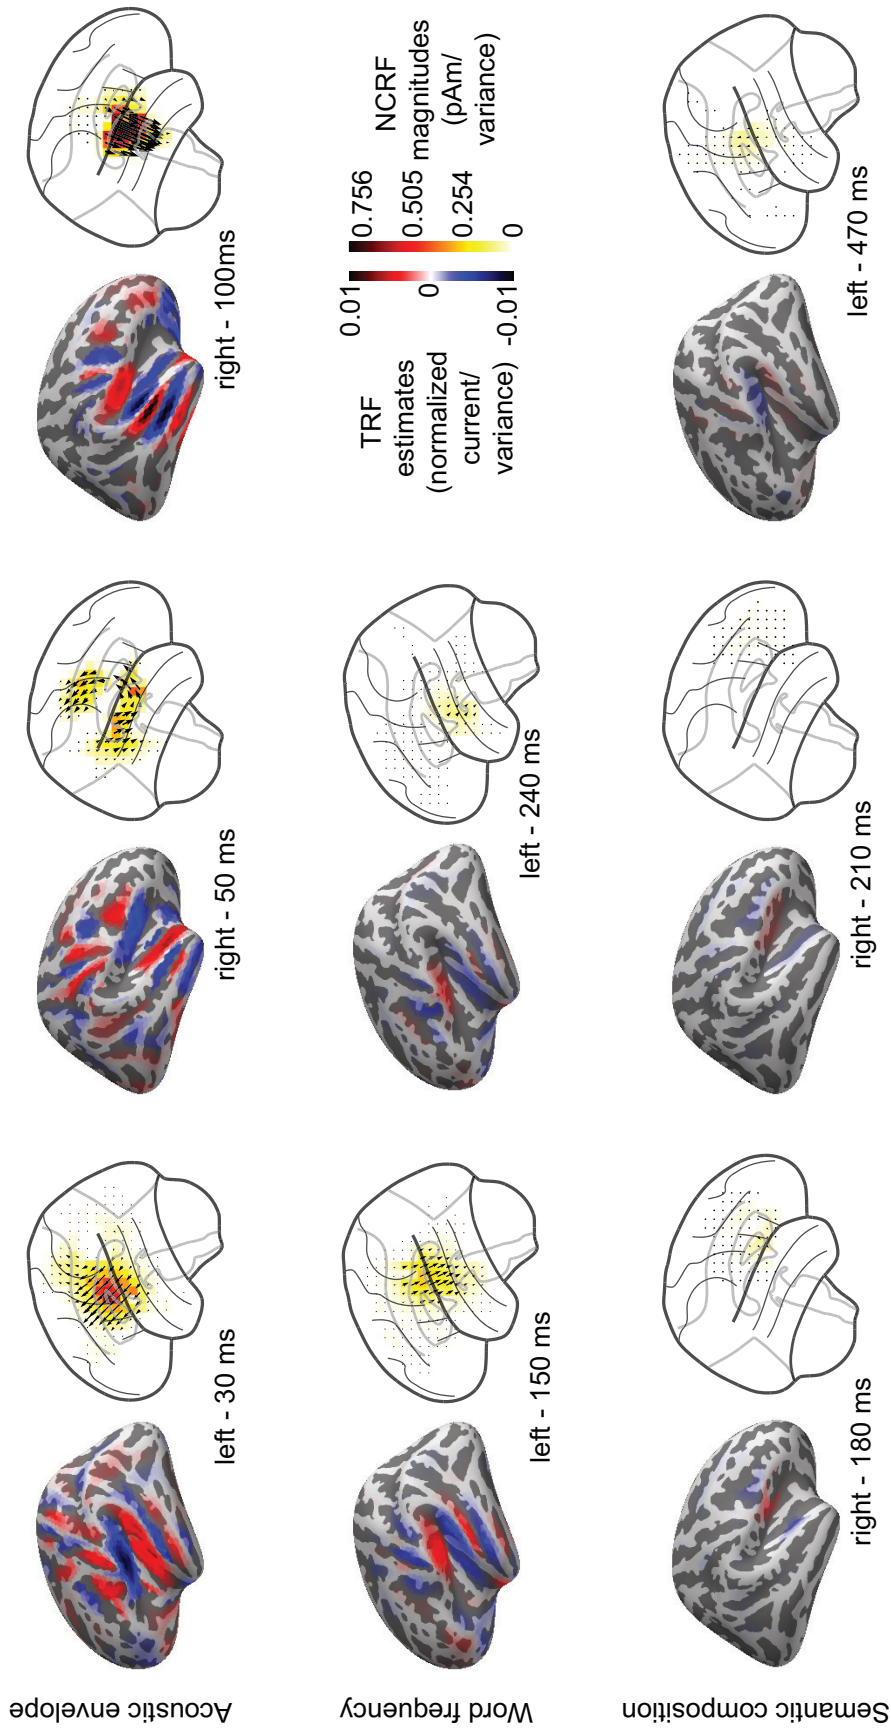 Acoustic envelope
left - 30 ms
right - 50 ms
right - 100ms
Word frequency
left - 150 ms
left - 240 ms
TRF
estimates
(normalized
current/
variance)
0.01
0
-0.01
0.756
0.505
0.254
0
NCRF
magnitudes
(pAm/
variance)
Semantic composition
right - 180 ms
right - 210 ms
left - 470 ms